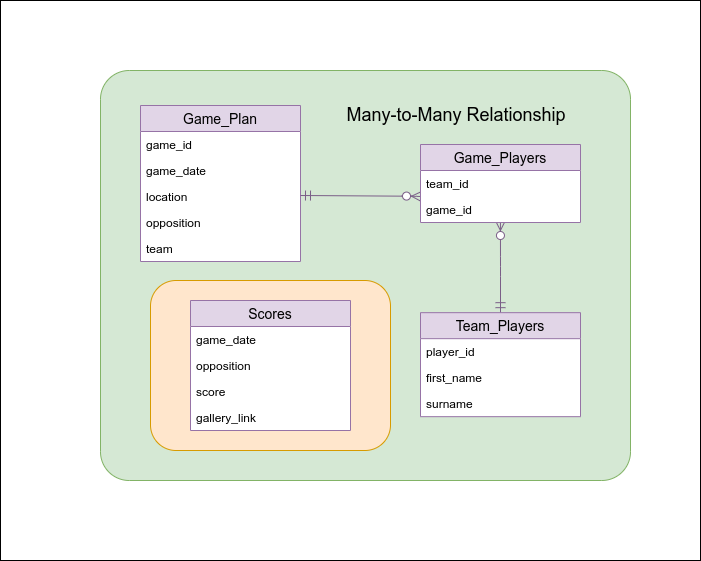 Many-to-Many Relationship
Game_Plan
game_id
game_date
location
opposition
team
Game_Players
team_id
game_id
Scores
game_date
opposition
score
gallery_link
Team_Players
player_id
first_name
surname